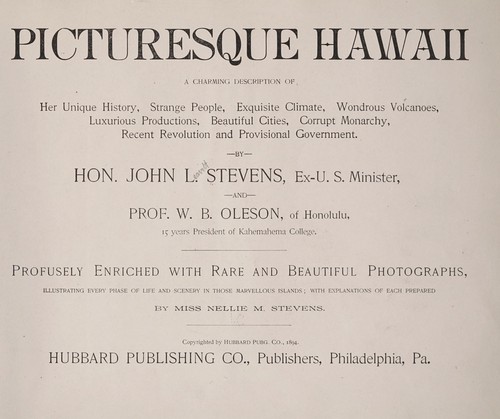 PICTURESQUE HAWAII
A CHARMING DESCRIPTION OF
Her Unique History, Strange People, Exquisite Climate, Wondrous Volcanoes,
Luxurious Productions, Beautiful Cities, Corrupt Monarchy,
Recent Revolution and Provisional Government.
—BY—
HON. JOHN L. STEVENS, Ex-U. S. Minister,
—AND—
PROF. W. B. OLESON, of Honolulu,
15 years President of Kahemahema College.
PROFUSELY ENRICHED WITH RARE AND BEAUTIFUL PHOTOGRAPHS,
ILLUSTRATING EVERY PHASE OF LIFE AND SCENERY IN THOSE MARVELLOUS ISLANDS; WITH EXPLANATIONS OF EACH PREPARED
BY MISS NELLIE M. STEVENS.
Copyrighted by HUBBARD PUBG. CO., 1894.
HUBBARD PUBLISHING CO., Publishers, Philadelphia, Pa.